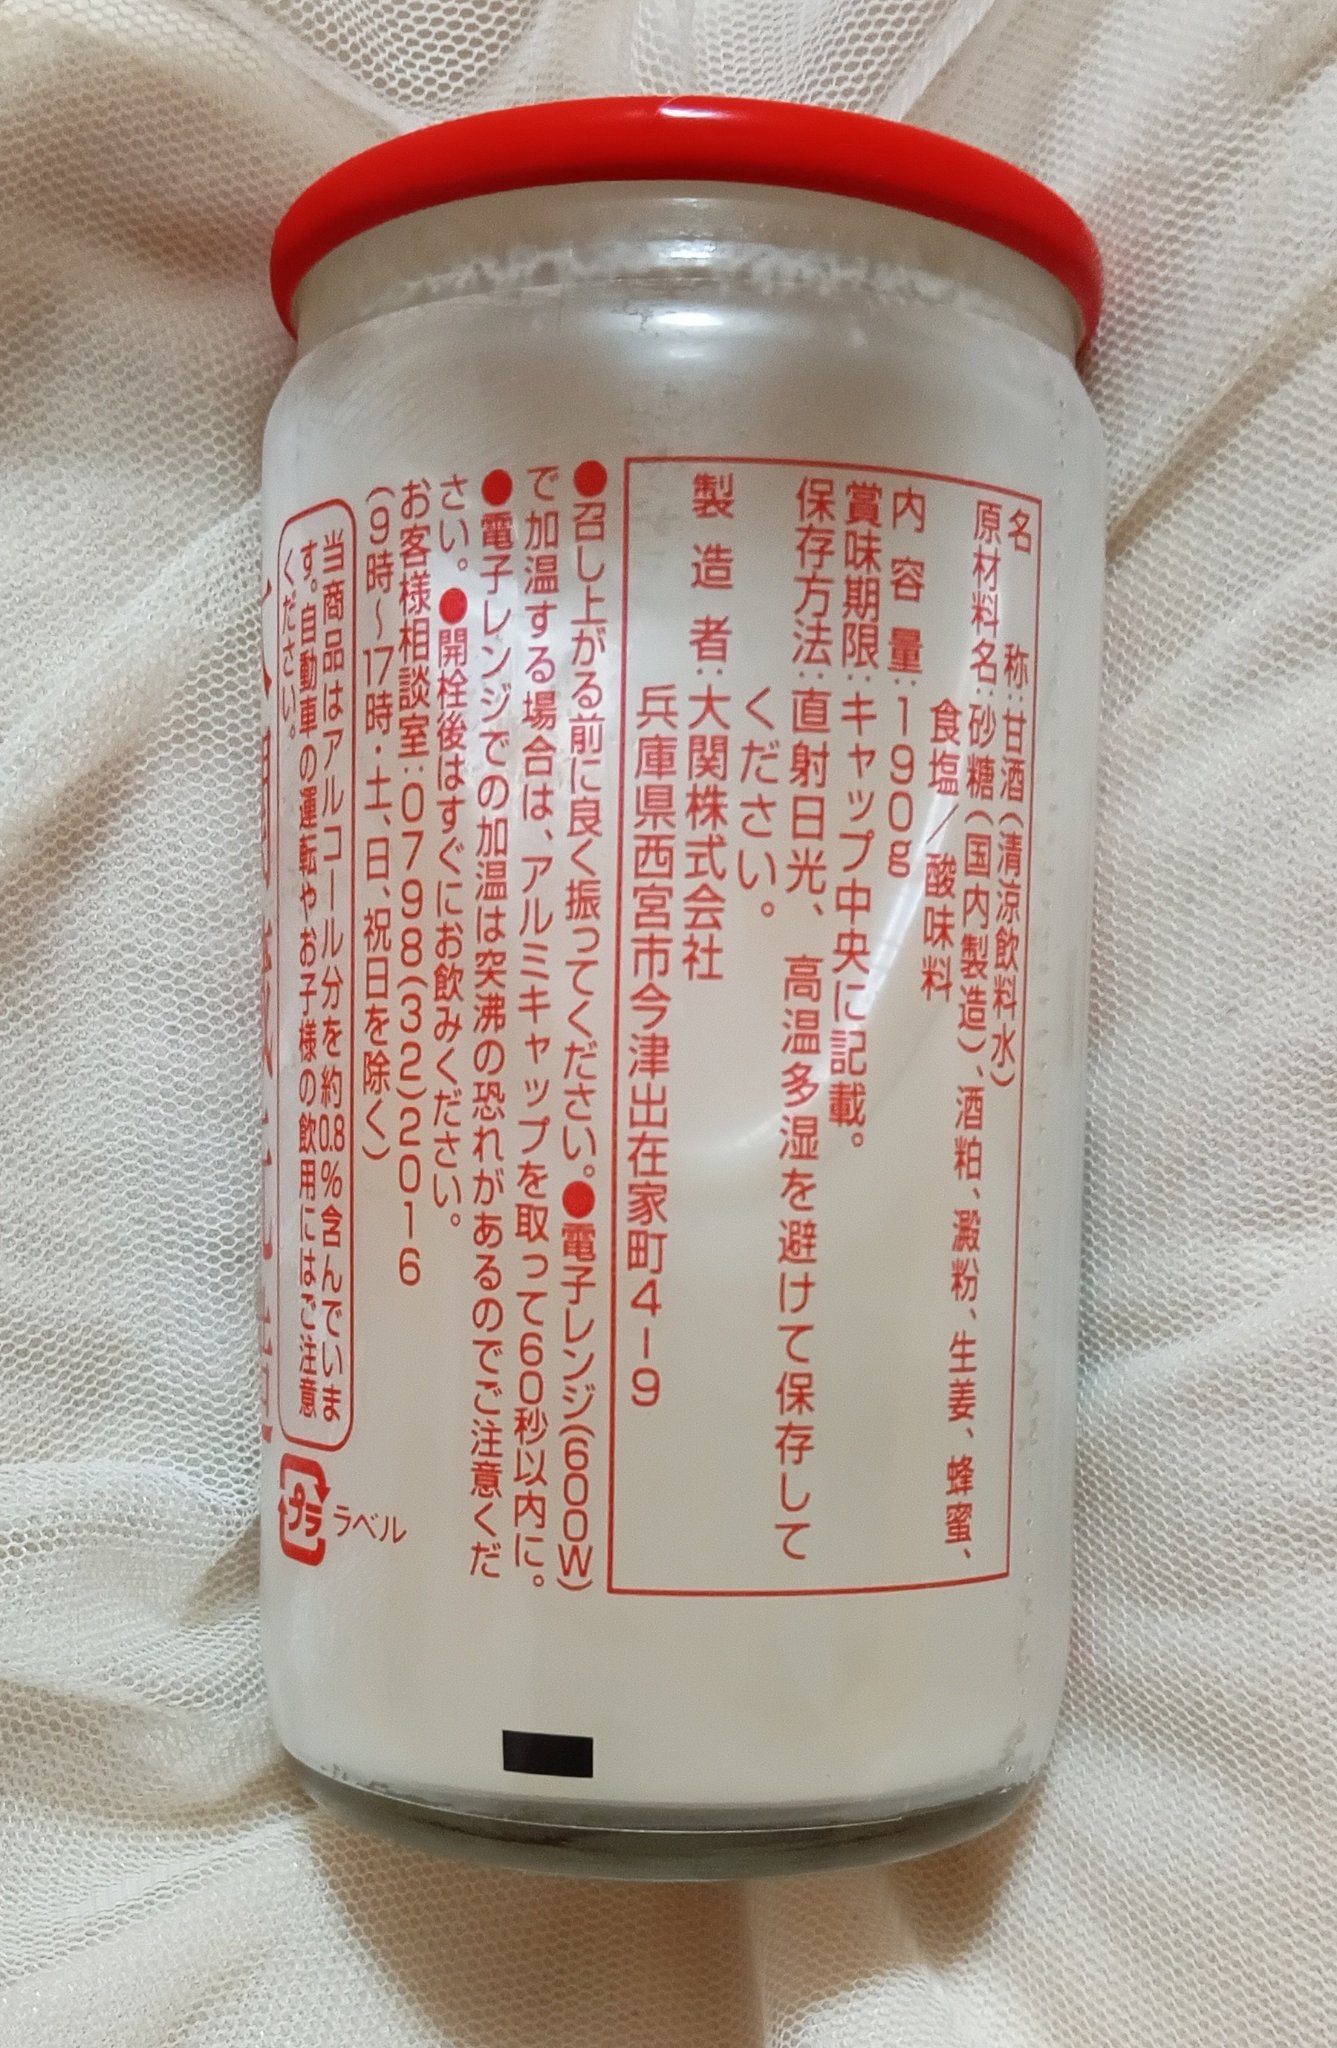 名称:甘酒(清涼飲料水)
原材料名:砂糖(国内製造)、酒粕、澱粉、生姜、蜂蜜、
食塩/酸味料
内容量:190g
賞味期限:キャップ中央に記載。
保存方法:直射日光、高温多湿を避けて保存して
ください。
製造者:大関株式会社
兵庫県西宮市今津出在家町4-9
●召し上がる前に良く振ってください。●電子レンジ(600W)
で加温する場合は、アルミキャップを取って60秒以内に。
●電子レンジでの加温は突沸の恐れがあるのでご注意くだ
さい。●開栓後はすぐにお飲みください。
お客様相談室:0798(32)2016
(9時~17時・土、日、祝日を除く)
当商品はアルコール分を約0.8%含んでいま
す。自動車の運転やお子様の飲用にはご注意
ください。
プラ ラベル